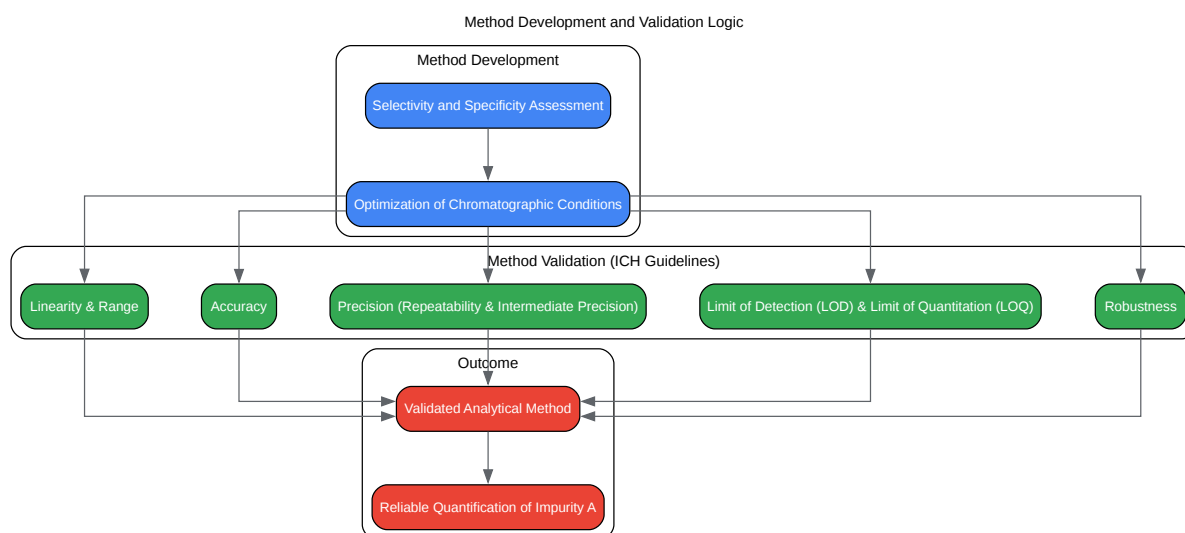 Method Development and Validation Logic
Method Development
Selectivity and Specificity Assessment
Optimization of Chromatographic Conditions
Method Validation (ICH Guidelines)
Linearity & Range
Accuracy
Precision (Repeatability & Intermediate Precision)
Limit of Detection (LOD) & Limit of Quantitation (LOQ)
Robustness
Outcome
Validated Analytical Method
Reliable Quantification of Impurity A